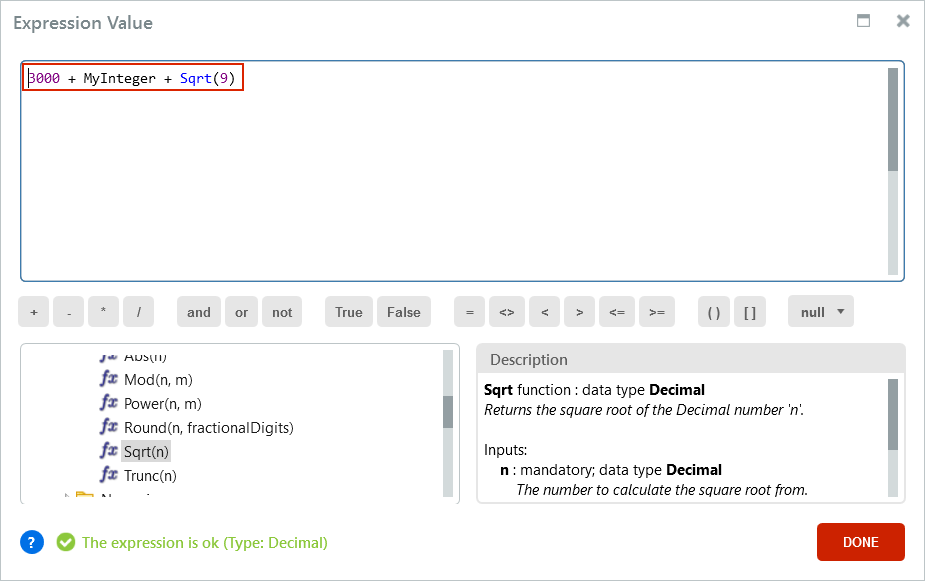 Expression Value
3000 + MyInteger + Sqrt(9)
+ - * / and or not True False = <> < > <= >= ( ) [ ] null
Abs(n)
Mod(n, m)
Power(n, m)
Round(n, fractionalDigits)
Sqrt(n)
Trunc(n)
Description
Sqrt function : data type Decimal
Returns the square root of the Decimal number 'n'.
Inputs:
n : mandatory; data type Decimal
The number to calculate the square root from.
? The expression is ok (Type: Decimal)
DONE